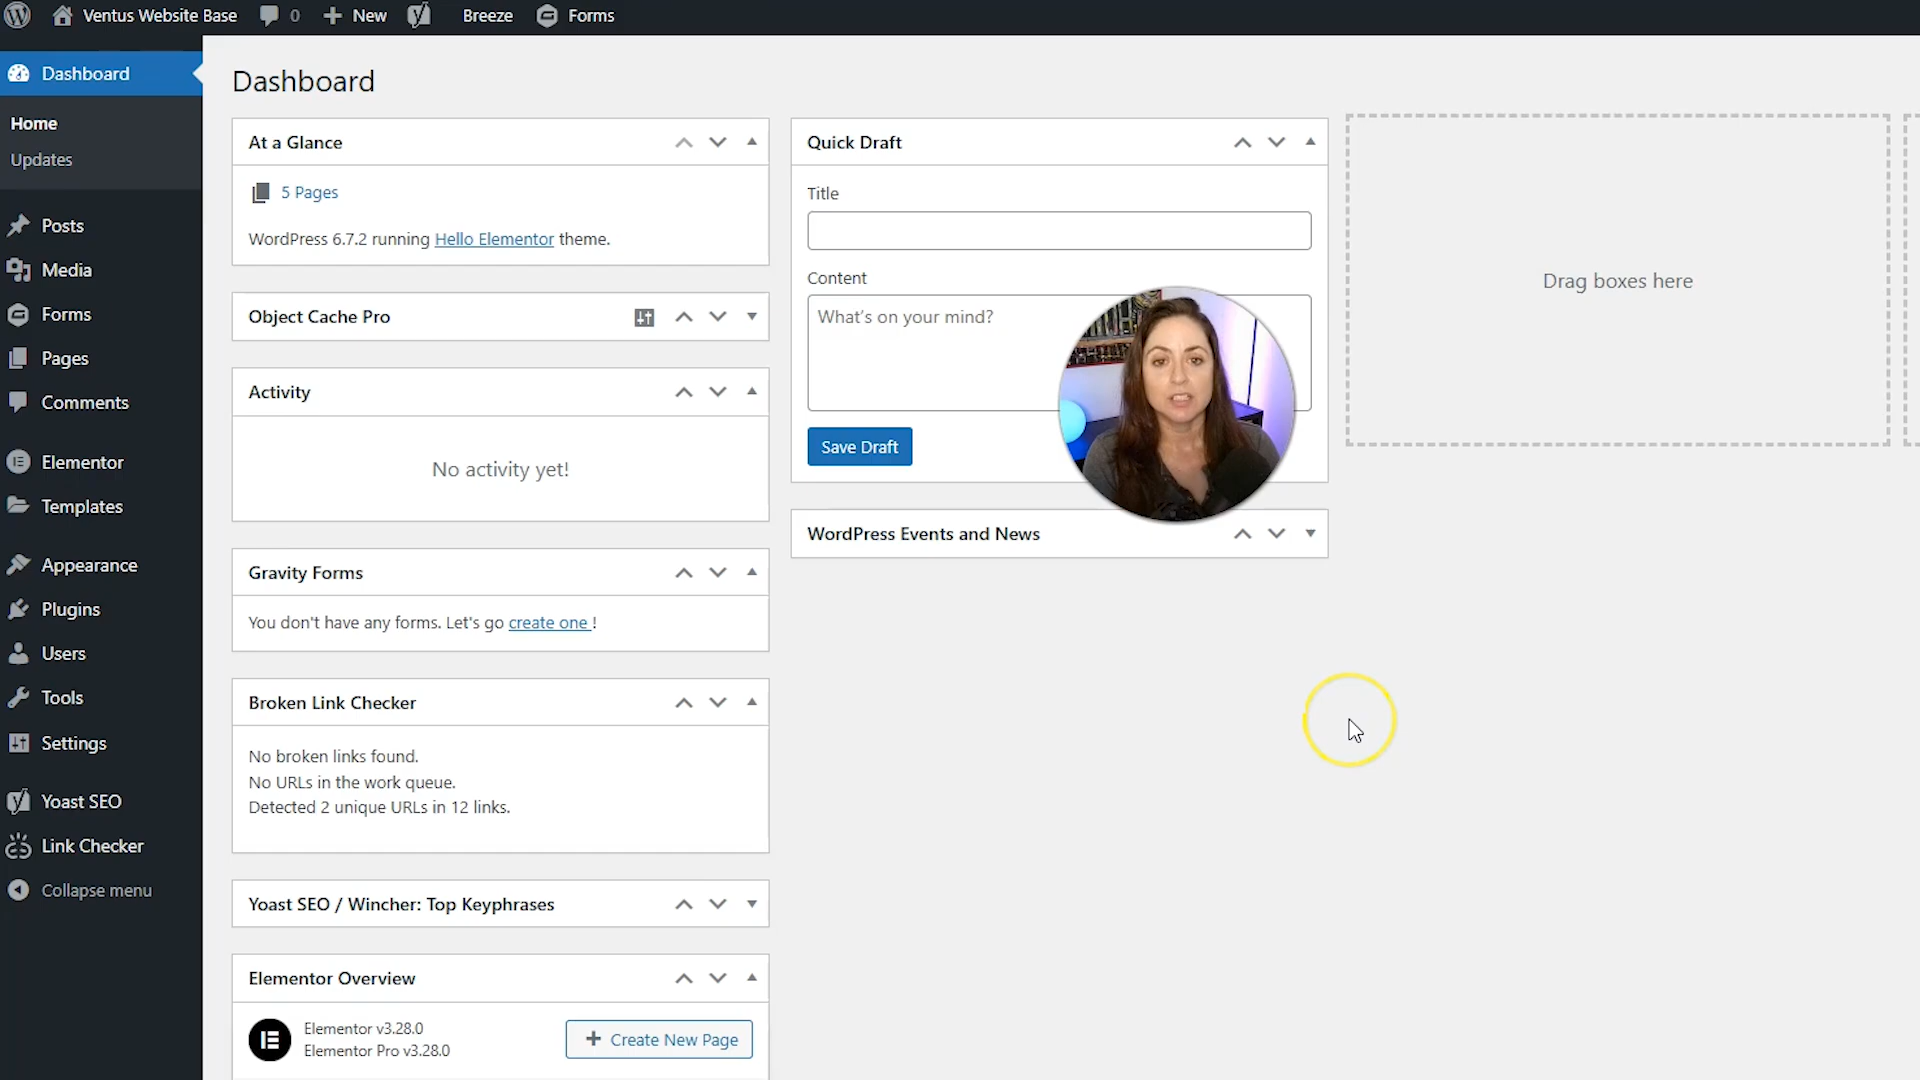 Ventus Website Base
0
New
Breeze
Forms
Dashboard
Home
Updates
Posts
Media
Forms
Pages
Comments
Elementor
Templates
Appearance
Plugins
Users
Tools
Settings
Yoast SEO
Link Checker
Collapse menu
Dashboard
At a Glance
5 Pages
WordPress 6.7.2 running Hello Elementor theme.
Object Cache Pro
Activity
No activity yet!
Gravity Forms
You don't have any forms. Let's go create one !
Broken Link Checker
No broken links found.
No URLs in the work queue.
Detected 2 unique URLs in 12 links.
Yoast SEO / Wincher: Top Keyphrases
Elementor Overview
Elementor v3.28.0
Elementor Pro v3.28.0
+ Create New Page
Quick Draft
Title
Content
What's on your mind?
Save Draft
WordPress Events and News
Drag boxes here